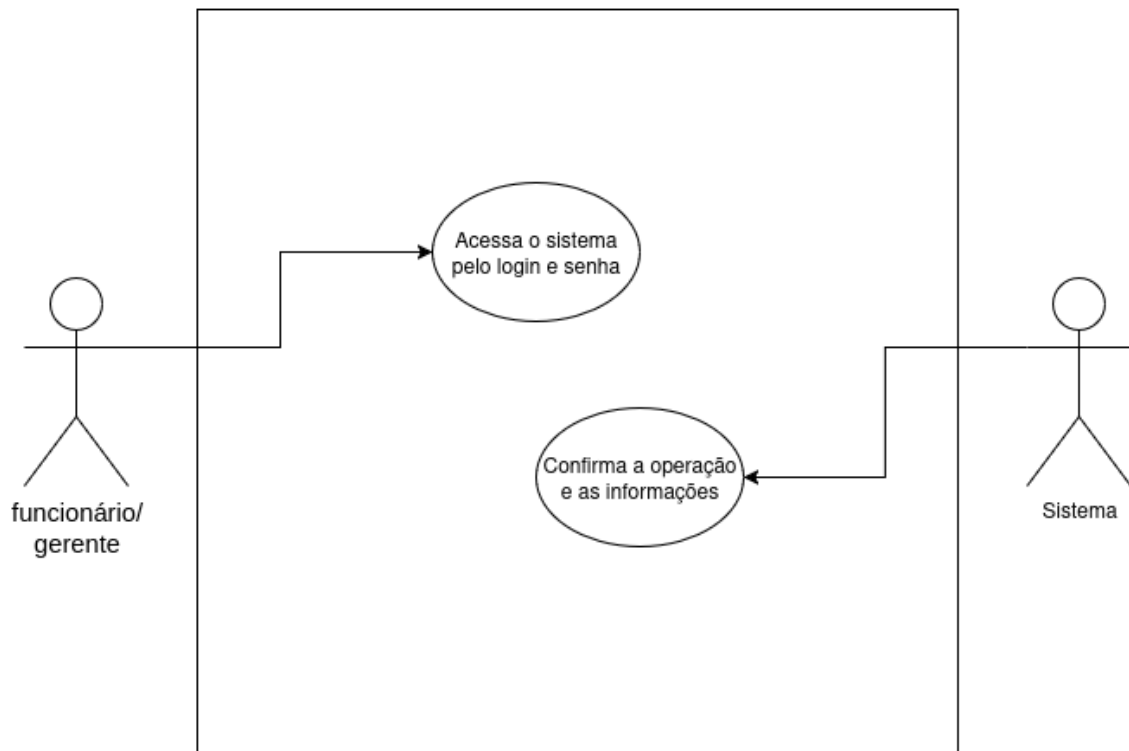 Acessa o sistema
pelo login e senha
Confirma a operação
e as informações
funcionário/
gerente
Sistema